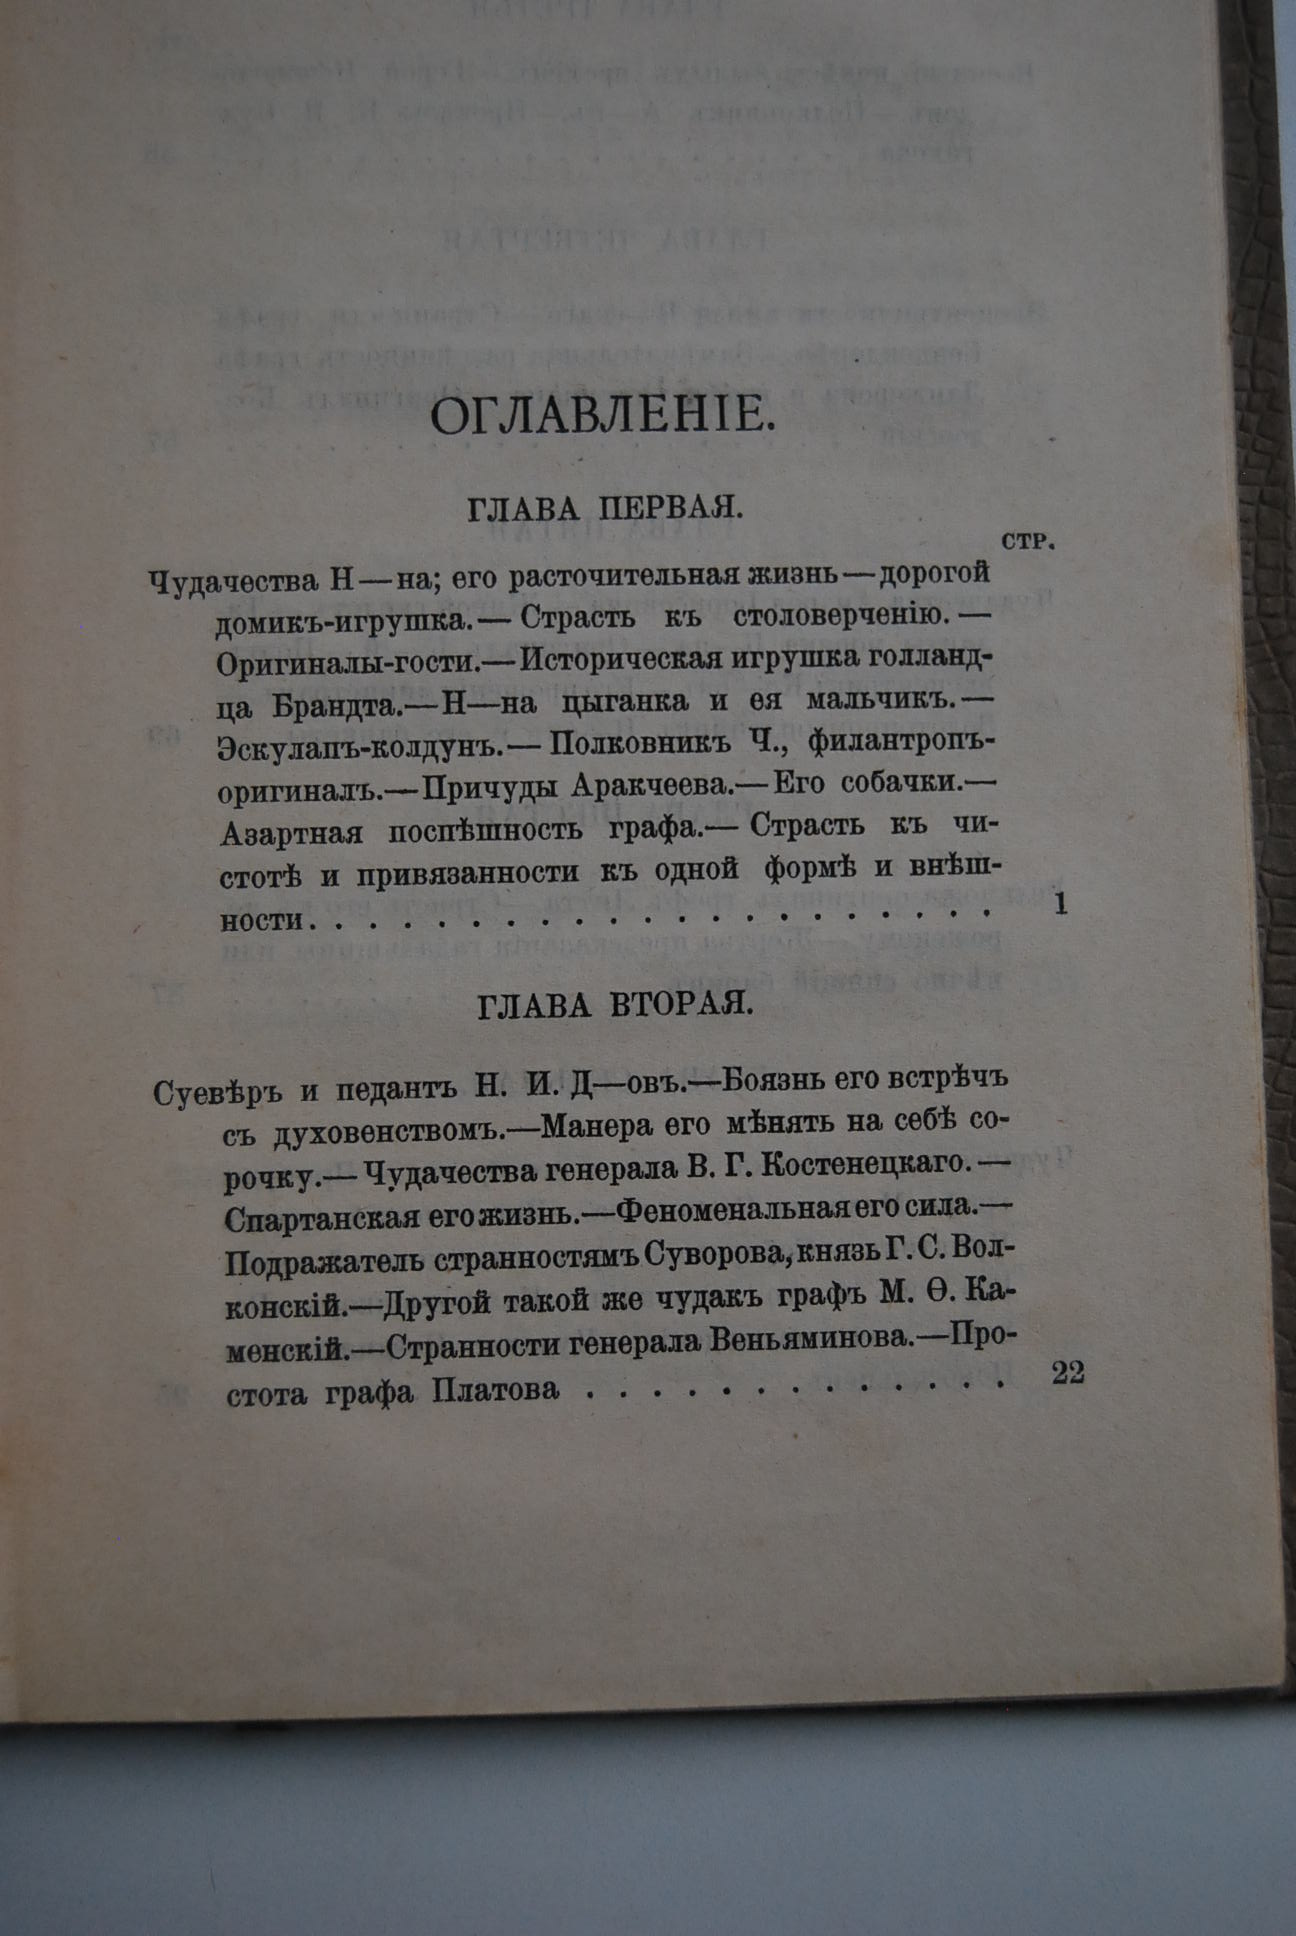 ОГЛАВЛЕНІЕ.
ГЛАВА ПЕРВАЯ.
СТР.
Чудачества Н—на; его расточительная жизнь—дорогой
домикъ-игрушка.—Страсть къ столоверченію.—
Оригиналы-гости.—Историческая игрушка голланд-
ца Брандта.—Н—на цыганка и ея мальчикъ.—
Эскулапъ-колдунъ.—Полковникъ Ч., филантропъ-
оригиналъ.—Причуды Аракчеева.—Его собачки.—
Азартная поспѣшность графа.—Страсть къ чи-
стотѣ и привязанности къ одной формѣ и внѣш-
ности. . . . . . . . . . . . . . . . . . . . . . 1
ГЛАВА ВТОРАЯ.
Суевѣръ и педантъ Н. И. Д—овъ.—Боязнь его встрѣчъ
съ духовенствомъ.—Манера его мѣнять на себѣ со-
рочку.—Чудачества генерала В. Г. Костенецкаго.—
Спартанская его жизнь.—Феноменальная его сила.—
Подражатель странностямъ Суворова, князь Г. С. Вол-
конскій.—Другой такой же чудакъ графъ М. Ѳ. Ка-
менскій.—Странности генерала Веньяминова.—Про-
стота графа Платова . . . . . . . . . . . . . 22